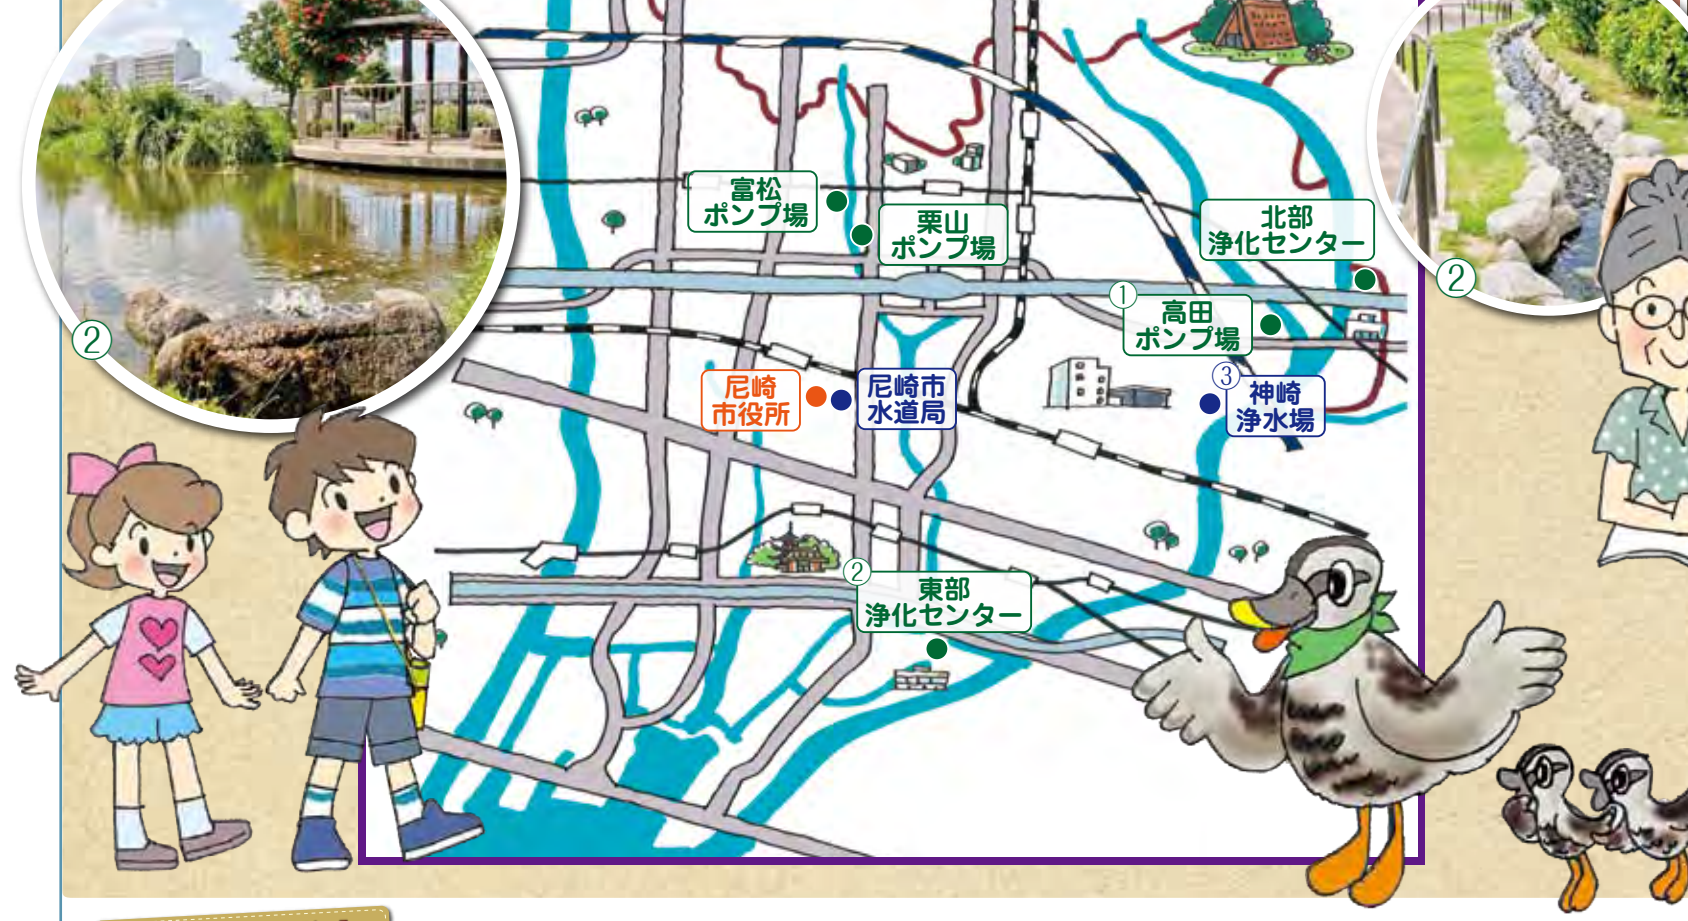 富松
ポンプ場
栗山
ポンプ場
北部
浄化センター
①
高田
ポンプ場
②
②
尼崎
市役所
尼崎市
水道局
③
神崎
浄水場
②
東部
浄化センター